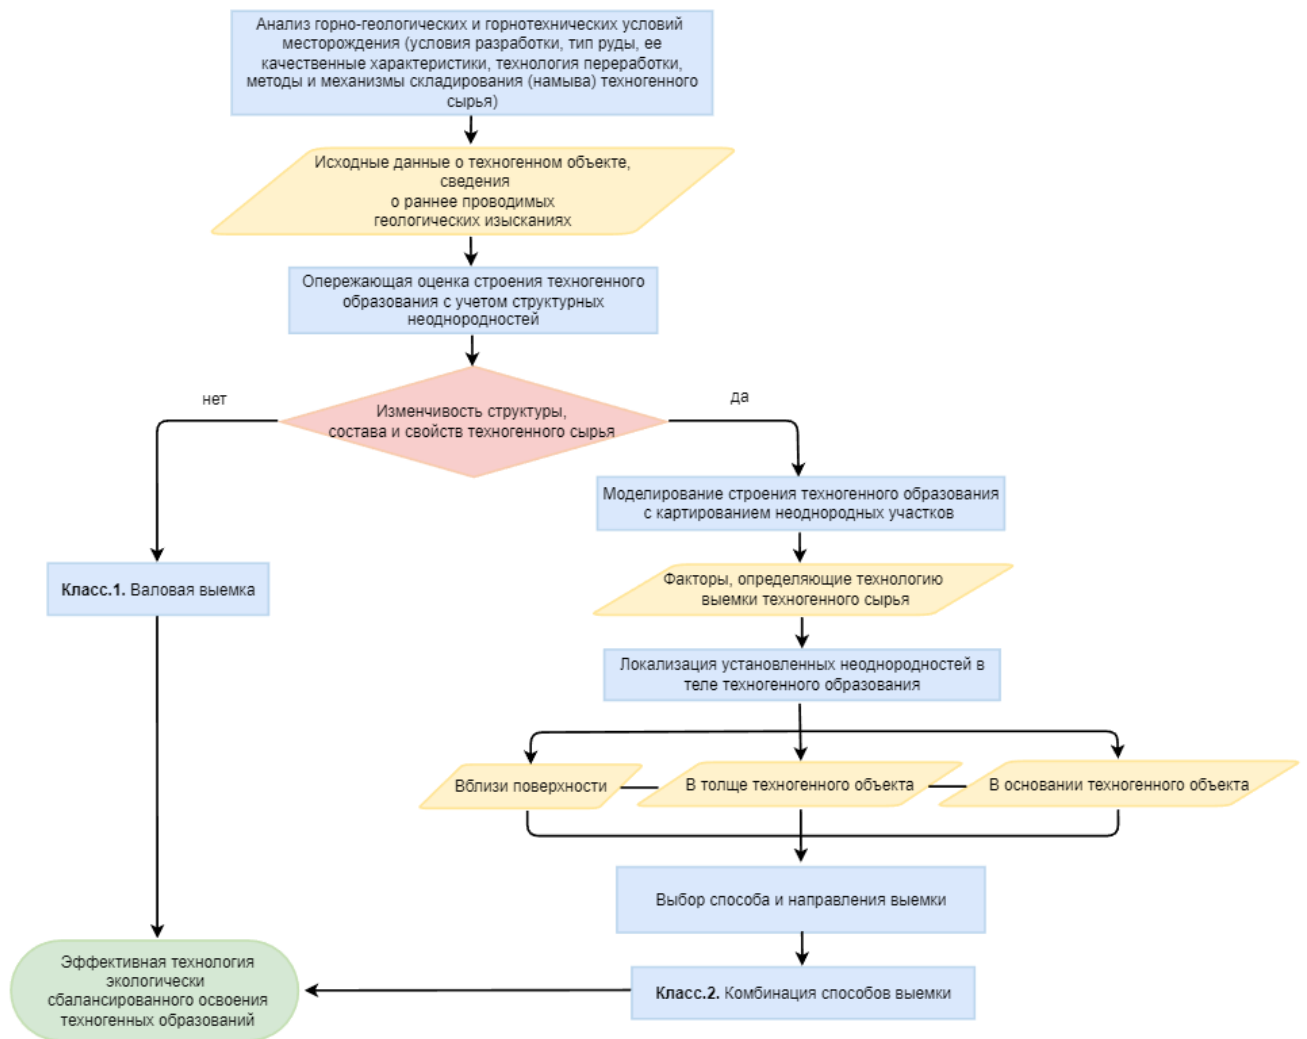 Анализ горно-геологических и горнотехнических условий
месторождения (условия разработки, тип руды, ее
качественные характеристики, технология переработки,
методы и механизмы складирования (намыва) техногенного
сырья)
Исходные данные о техногенном объекте,
сведения
о раннее проводимых
геологических изысканиях
Опережающая оценка строения техногенного
образования с учетом структурных
неоднородностей
нет
да
Изменчивость структуры,
состава и свойств техногенного сырья
Моделирование строения техногенного образования
с картированием неоднородных участков
Класс.1. Валовая выемка
Факторы, определяющие технологию
выемки техногенного сырья
Локализация установленных неоднородностей в
теле техногенного образования
Вблизи поверхности
В толще техногенного объекта
В основании техногенного объекта
Выбор способа и направления выемки
Эффективная технология
экологически
сбалансированного освоения
техногенных образований
Класс.2. Комбинация способов выемки